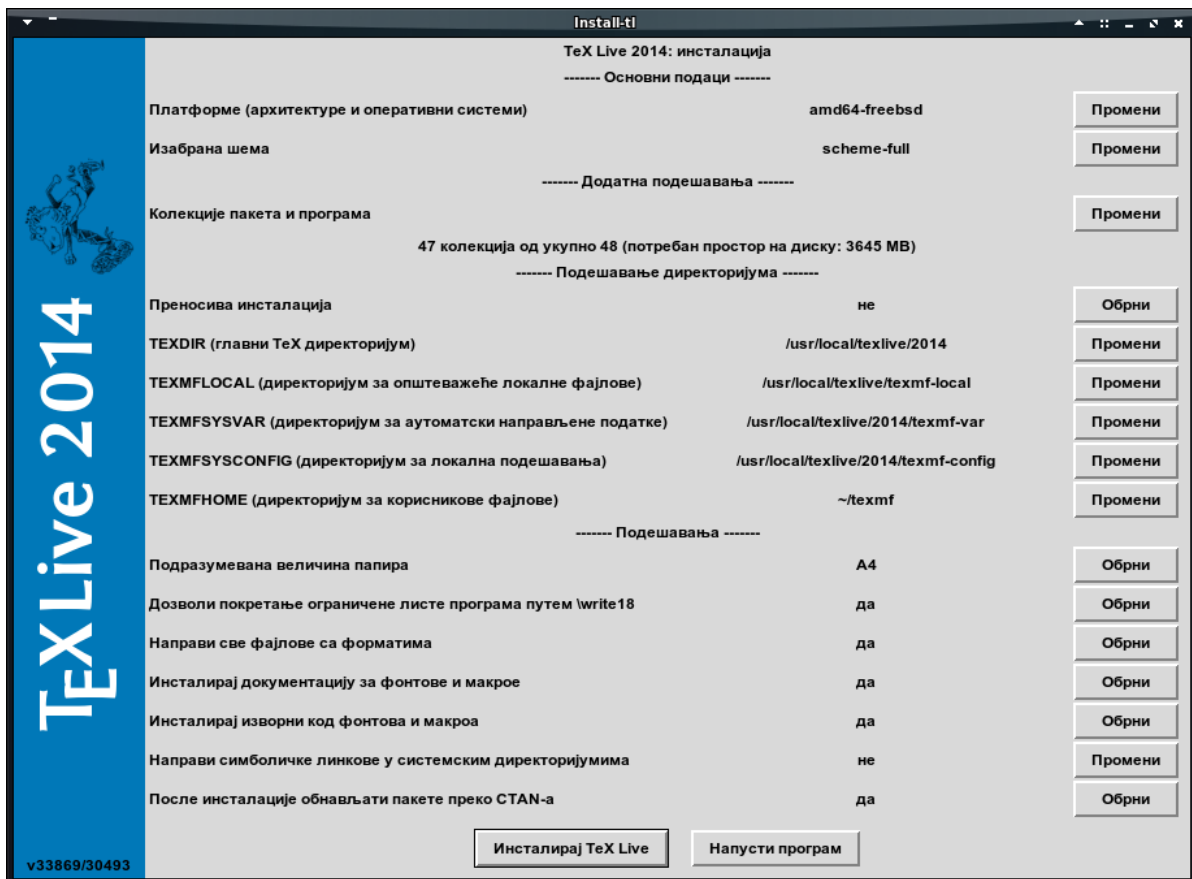 Install-tl
TeX Live 2014: инсталација
------- Основни подаци -------
Платформе (архитектуре и оперативни системи) amd64-freebsd Промени
Изабрана шема scheme-full Промени
------- Додатна подешавања -------
Колекције пакета и програма Промени
47 колекција од укупно 48 (потребан простор на диску: 3645 MB)
------- Подешавање директоријума -------
Преносива инсталација не Обрни
TEXDIR (главни TeX директоријум) /usr/local/texlive/2014 Промени
TEXMFLOCAL (директоријум за општеважеће локалне фајлове) /usr/local/texlive/texmf-local Промени
TEXMFSYSVAR (директоријум за аутоматски направљене податке) /usr/local/texlive/2014/texmf-var Промени
TEXMFSYSCONFIG (директоријум за локална подешавања) /usr/local/texlive/2014/texmf-config Промени
TEXMFHOME (директоријум за корисникове фајлове) ~/texmf Промени
------- Подешавања -------
Подразумевана величина папира A4 Обрни
Дозволи покретање ограничене листе програма путем \write18 да Обрни
Направи све фајлове са форматима да Обрни
Инсталирај документацију за фонтове и макрое да Обрни
Инсталирај изворни код фонтова и макроа да Обрни
Направи симболичке линкове у системским директоријумима не Промени
После инсталације обнављати пакете преко CTAN-а да Обрни
Инсталирај TeX Live Напусти програм
TEXLive 2014
v33869/30493